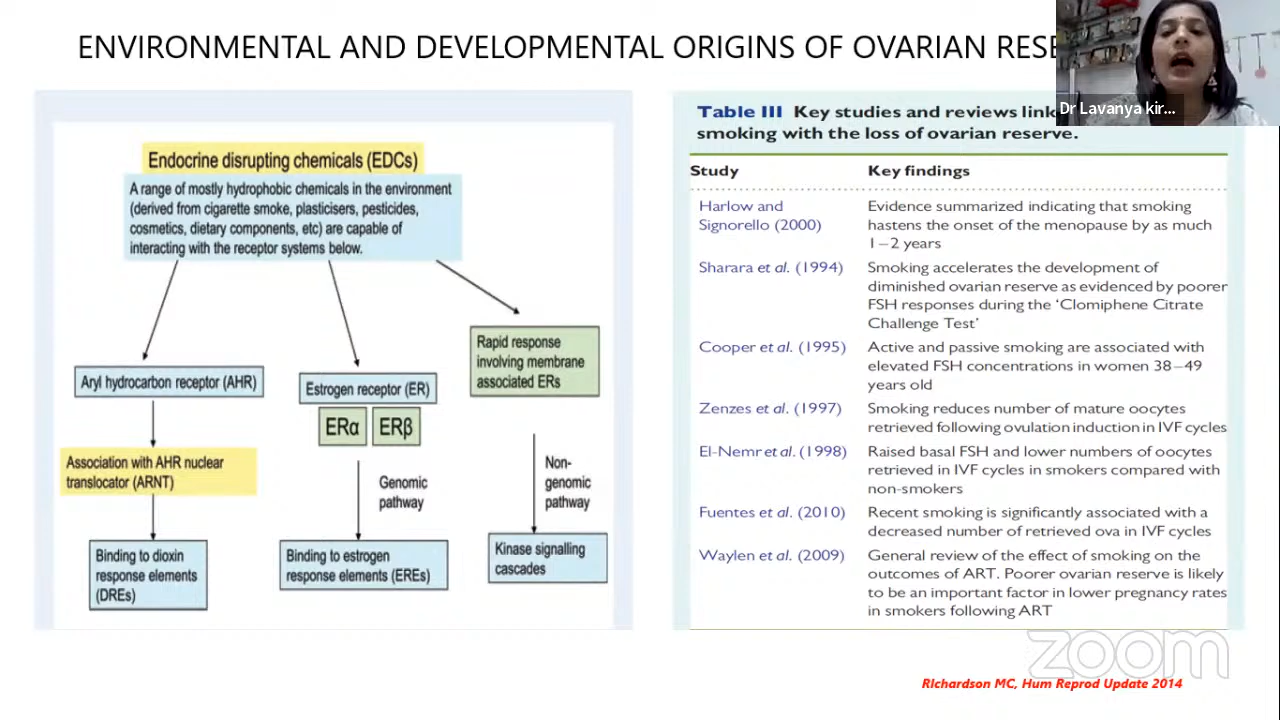 ENVIRONMENTAL AND DEVELOPMENTAL ORIGINS OF OVARIAN
Dr Lavanya kir...
Endocrine disrupting chemicals (EDCs)
A range of mostly hydrophobic chemicals in the environment
(derived from cigarette smoke, plasticisers, pesticides,
cosmetics, dietary components, etc) are capable of
interacting with the receptor systems below.
Aryl hydrocarbon receptor (AHR)
Association with AHR nuclear
translocator (ARNT)
Binding to dioxin
response elements
(DREs)
Estrogen receptor (ER)
ERα
ERβ
Genomic
pathway
Binding to estrogen
response elements (EREs)
Rapid response
involving membrane
associated ERs
Non-
genomic
pathway
Kinase signalling
cascades
Table III Key studies and reviews
smoking with the loss of ovarian reserve.
Study Key findings
Harlow and
Signorello (2000)
Evidence summarized indicating that smoking
hastens the onset of the menopause by as much
1–2 years
Sharara et al. (1994)
Smoking accelerates the development of
diminished ovarian reserve as evidenced by poorer
FSH responses during the ‘Clomiphene Citrate
Challenge Test’
Cooper et al. (1995)
Active and passive smoking are associated with
elevated FSH concentrations in women 38–49
years old
Zenzes et al. (1997)
Smoking reduces number of mature oocytes
retrieved following ovulation induction in IVF cycles
El-Nemr et al. (1998)
Raised basal FSH and lower numbers of oocytes
retrieved in IVF cycles in smokers compared with
non-smokers
Fuentes et al. (2010)
Recent smoking is significantly associated with a
decreased number of retrieved ova in IVF cycles
Waylen et al. (2009)
General review of the effect of smoking on the
outcomes of ART. Poorer ovarian reserve is likely
to be an important factor in lower pregnancy rates
in smokers following ART
zoom
Richardson MC, Hum Reprod Update 2014